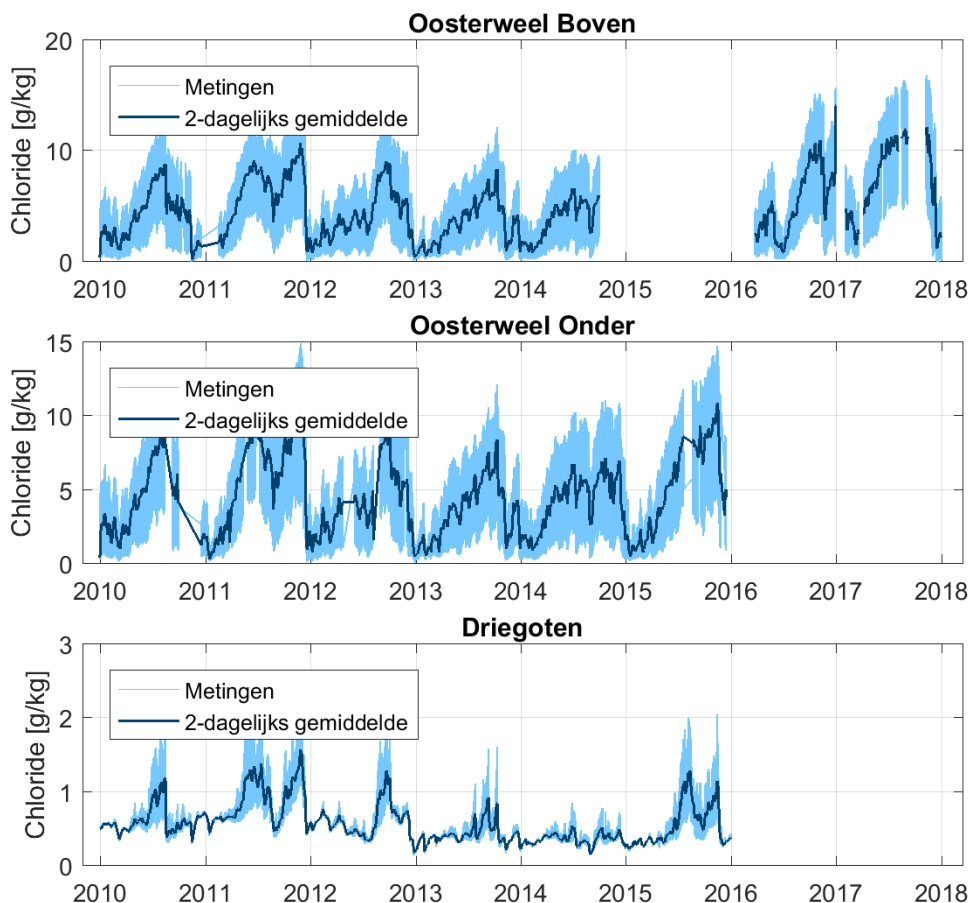 Oosterweel Boven
20
10
0
Chloride [g/kg]
Metingen
2-dagelijks gemiddelde
2010 2011 2012 2013 2014 2015 2016 2017 2018
Oosterweel Onder
15
10
5
0
Chloride [g/kg]
Metingen
2-dagelijks gemiddelde
2010 2011 2012 2013 2014 2015 2016 2017 2018
Driegoten
3
2
1
0
Chloride [g/kg]
Metingen
2-dagelijks gemiddelde
2010 2011 2012 2013 2014 2015 2016 2017 2018